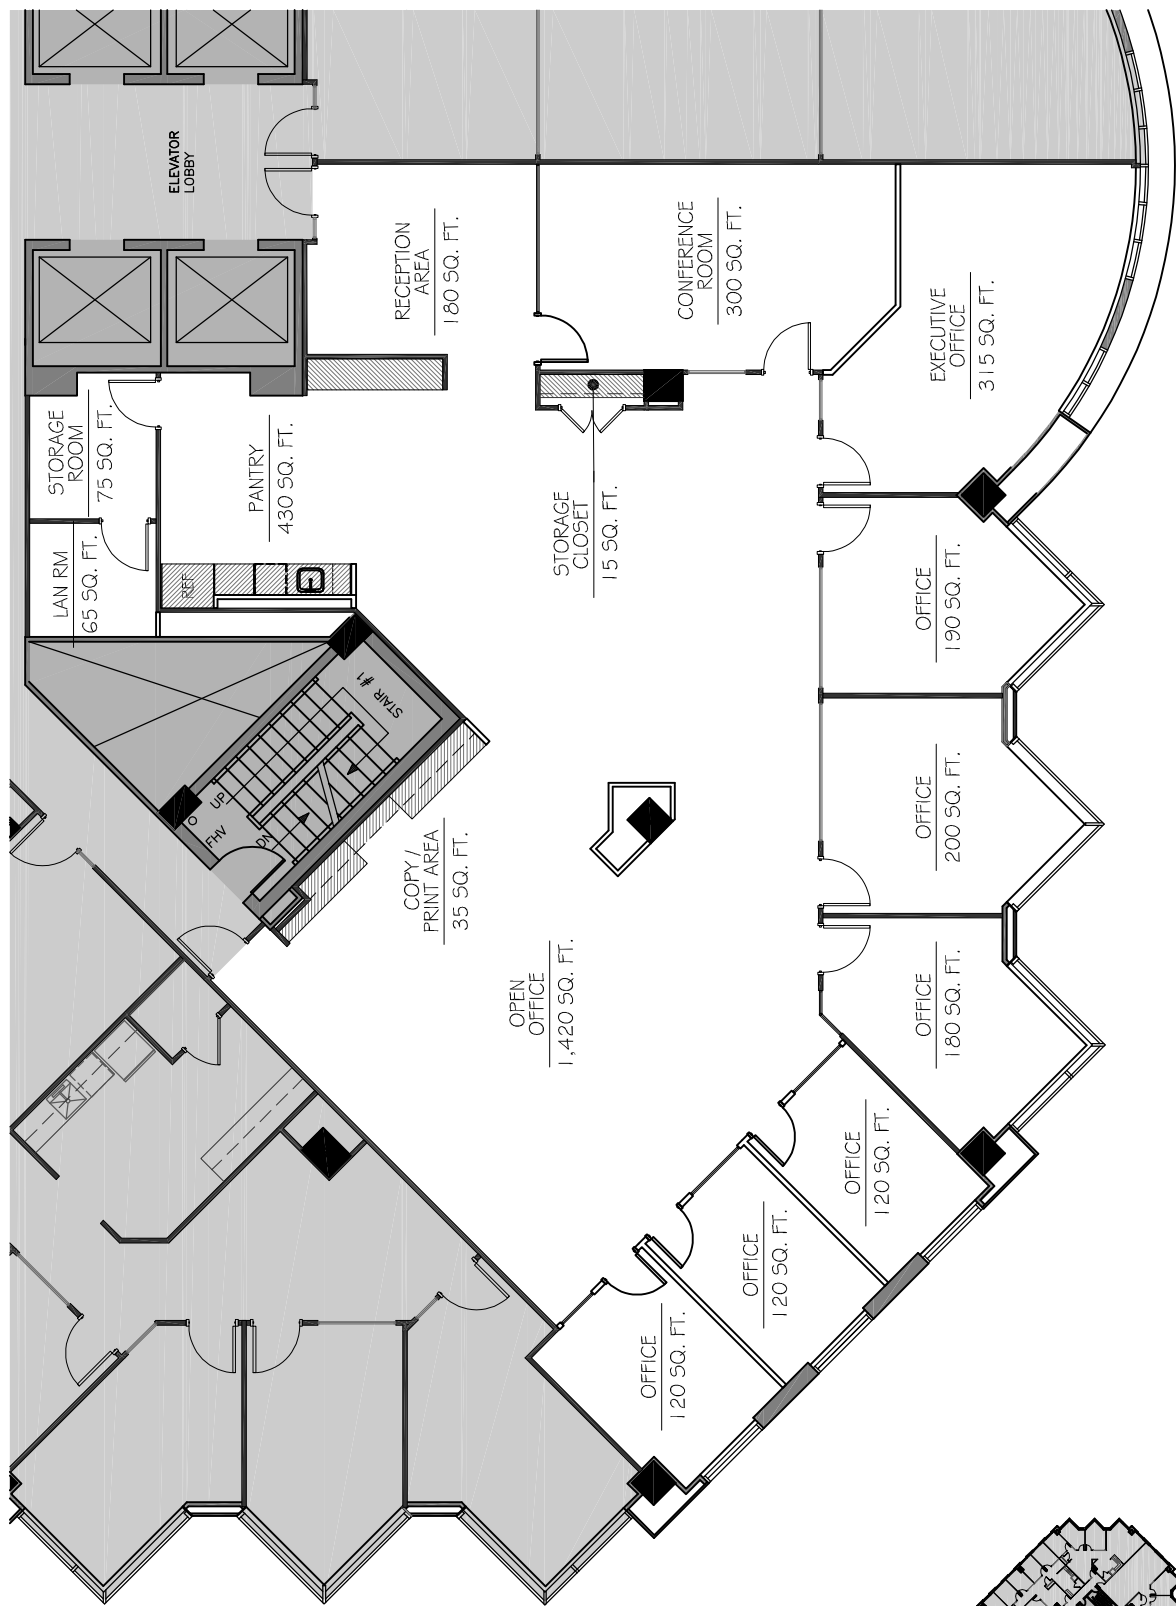 ELEVATOR
LOBBY
RECEPTION
AREA
180 SQ. FT.
CONFERENCE
ROOM
300 SQ. FT.
EXECUTIVE
OFFICE
315 SQ. FT.
STORAGE
ROOM
75 SQ. FT.
PANTRY
430 SQ. FT.
STORAGE
CLOSET
15 SQ. FT.
LAN RM
65 SQ. FT.
REF
OFFICE
190 SQ. FT.
STAIR #1
UP
FHV
DN
OFFICE
200 SQ. FT.
COPY/
PRINT AREA
35 SQ. FT.
OPEN
OFFICE
1,420 SQ. FT.
OFFICE
180 SQ. FT.
OFFICE
120 SQ. FT.
OFFICE
120 SQ. FT.
OFFICE
120 SQ. FT.